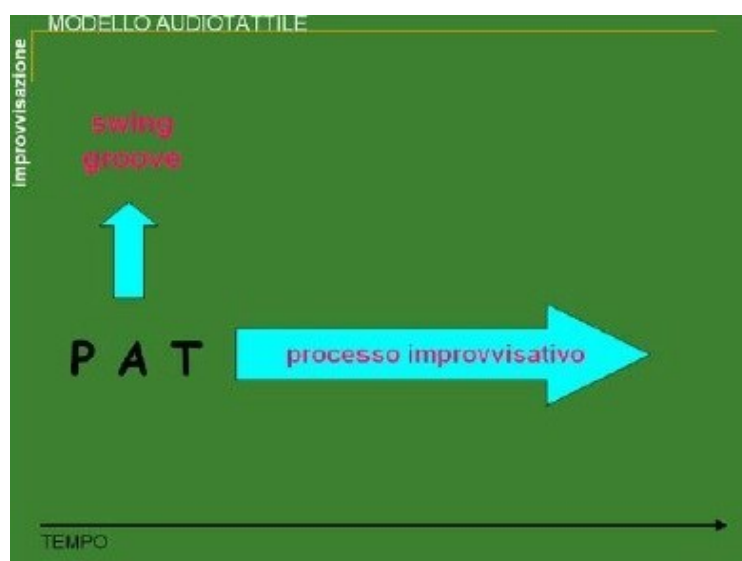 MODELLO AUDIOTATTILE
improvvisazione
swing
groove
P A T
processo improvvisativo
TEMPO